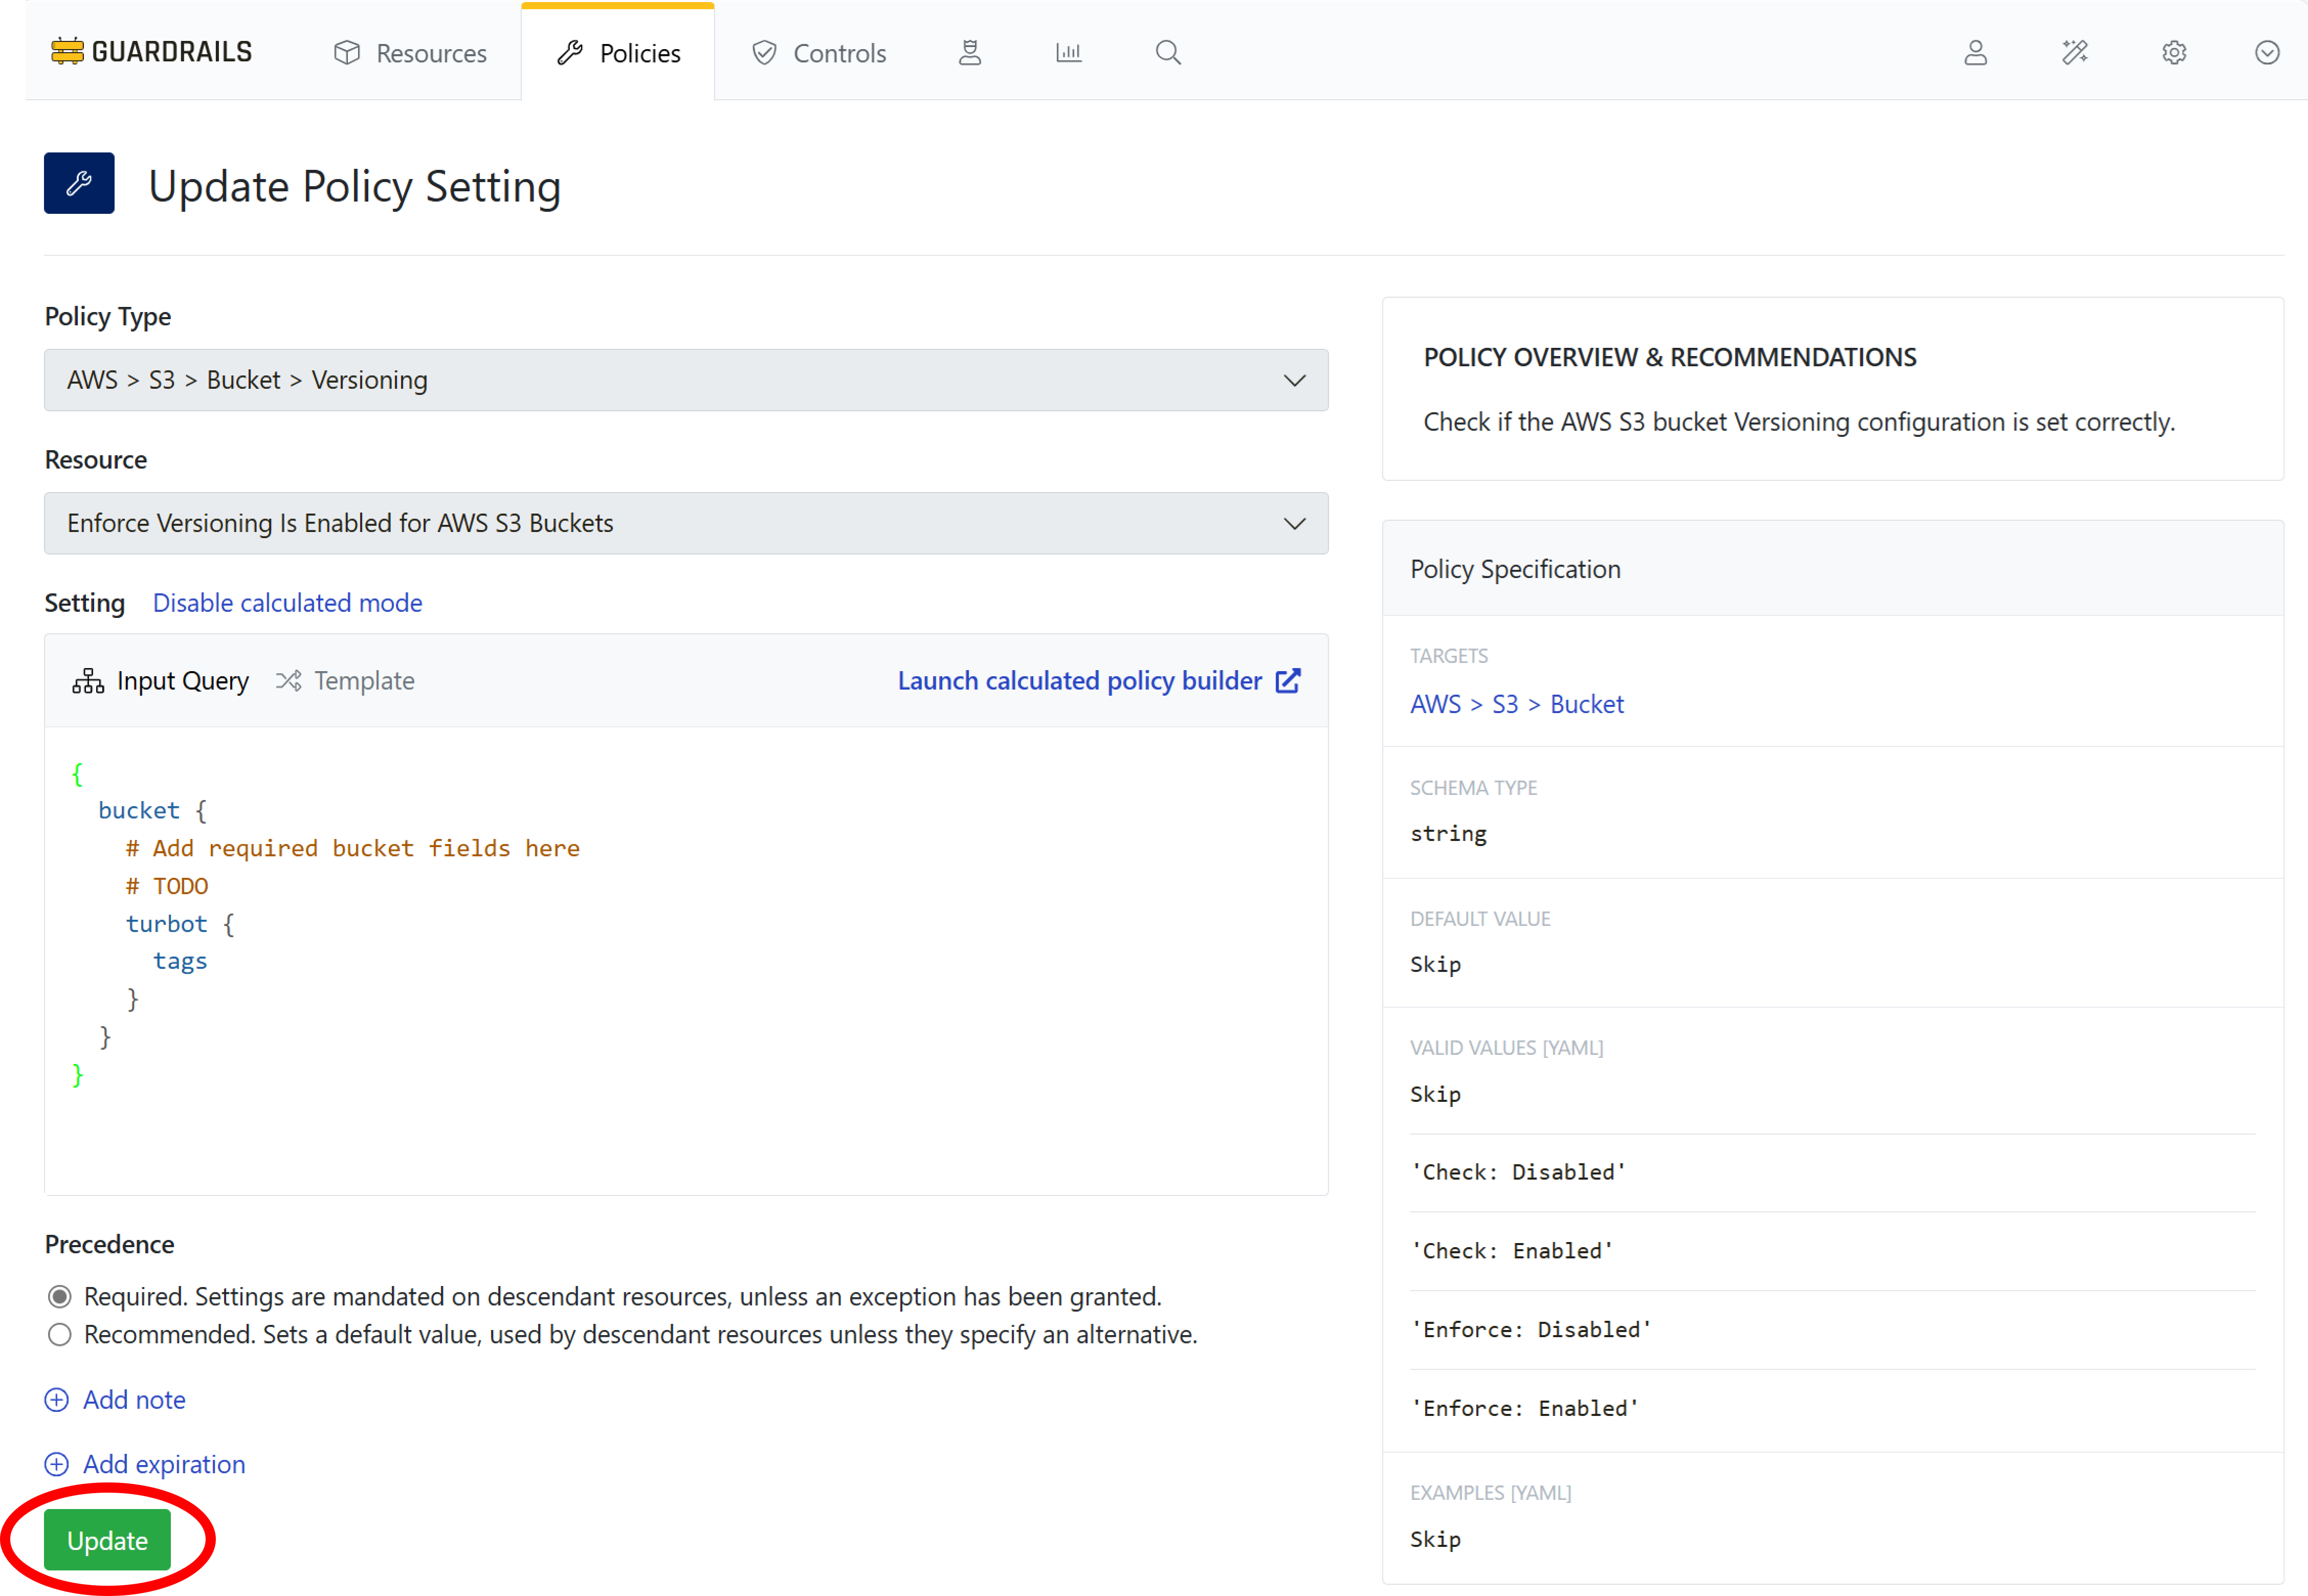 GUARDRAILS
Resources
Policies
Controls
Update Policy Setting
Policy Type
AWS > S3 > Bucket > Versioning
Resource
Enforce Versioning Is Enabled for AWS S3 Buckets
Setting Disable calculated mode
Input Query Template Launch calculated policy builder
{
  bucket {
    # Add required bucket fields here
    # TODO
    turbot {
      tags
    }
  }
}
Precedence
Required. Settings are mandated on descendant resources, unless an exception has been granted.
Recommended. Sets a default value, used by descendant resources unless they specify an alternative.
Add note
Add expiration
Update
POLICY OVERVIEW & RECOMMENDATIONS
Check if the AWS S3 bucket Versioning configuration is set correctly.
Policy Specification
TARGETS
AWS > S3 > Bucket
SCHEMA TYPE
string
DEFAULT VALUE
Skip
VALID VALUES [YAML]
Skip
'Check: Disabled'
'Check: Enabled'
'Enforce: Disabled'
'Enforce: Enabled'
EXAMPLES [YAML]
Skip